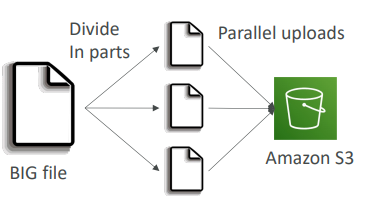 Divide
In parts
Parallel uploads
BIG file
Amazon S3